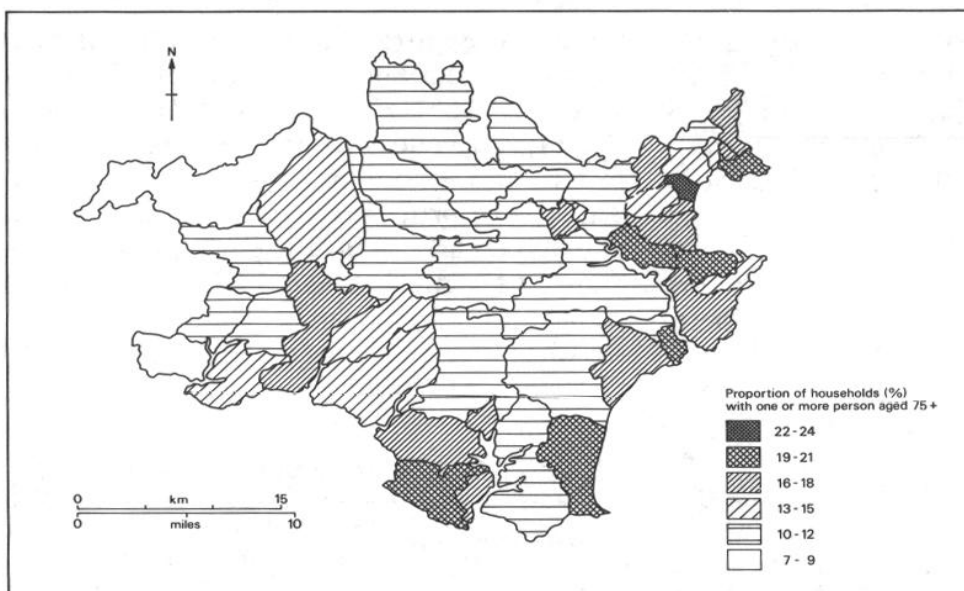 N
Proportion of households (%)
with one or more person aged 75+
22 - 24
19 - 21
16 - 18
13 - 15
10 - 12
7 - 9
0 km 15
0 miles 10